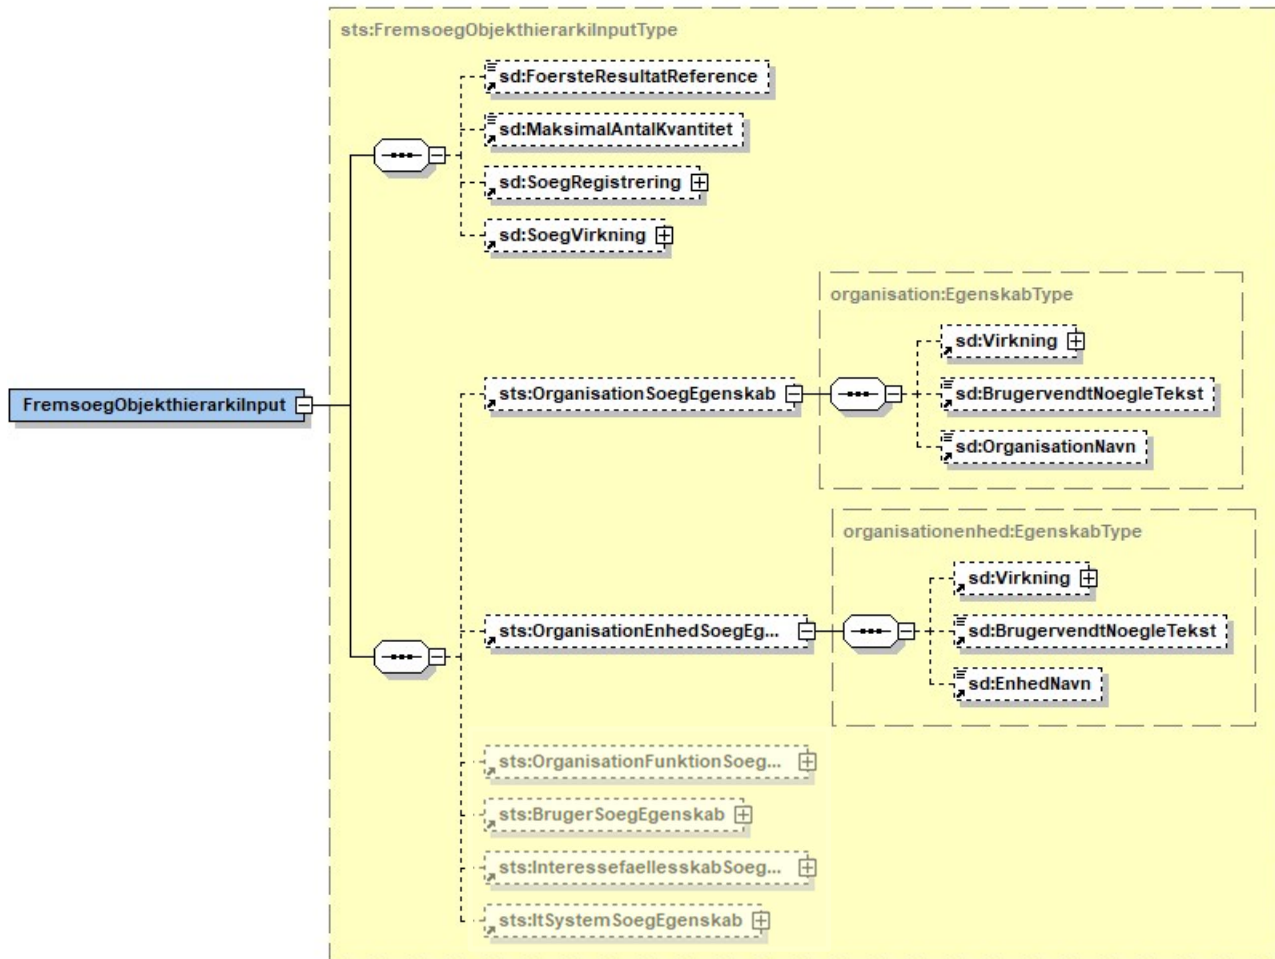 sts:FremsoegObjekthierarkiInputType
sd:FoersteResultatReference
sd:MaksimalAntalKvantitet
sd:SoegRegistrering
sd:SoegVirkning
organisation:EgenskabType
sd:Virkning
FremsoegObjekthierarkiInput
sts:OrganisationSoegEgenskab
sd:BrugervendtNoegleTekst
sd:OrganisationNavn
organisationenhed:EgenskabType
sd:Virkning
sts:OrganisationEnhedSoegEg...
sd:BrugervendtNoegleTekst
sd:EnhedNavn
sts:OrganisationFunktionSoeg...
sts:BrugerSoegEgenskab
sts:InteressefaellesskabSoeg...
sts:ItSystemSoegEgenskab